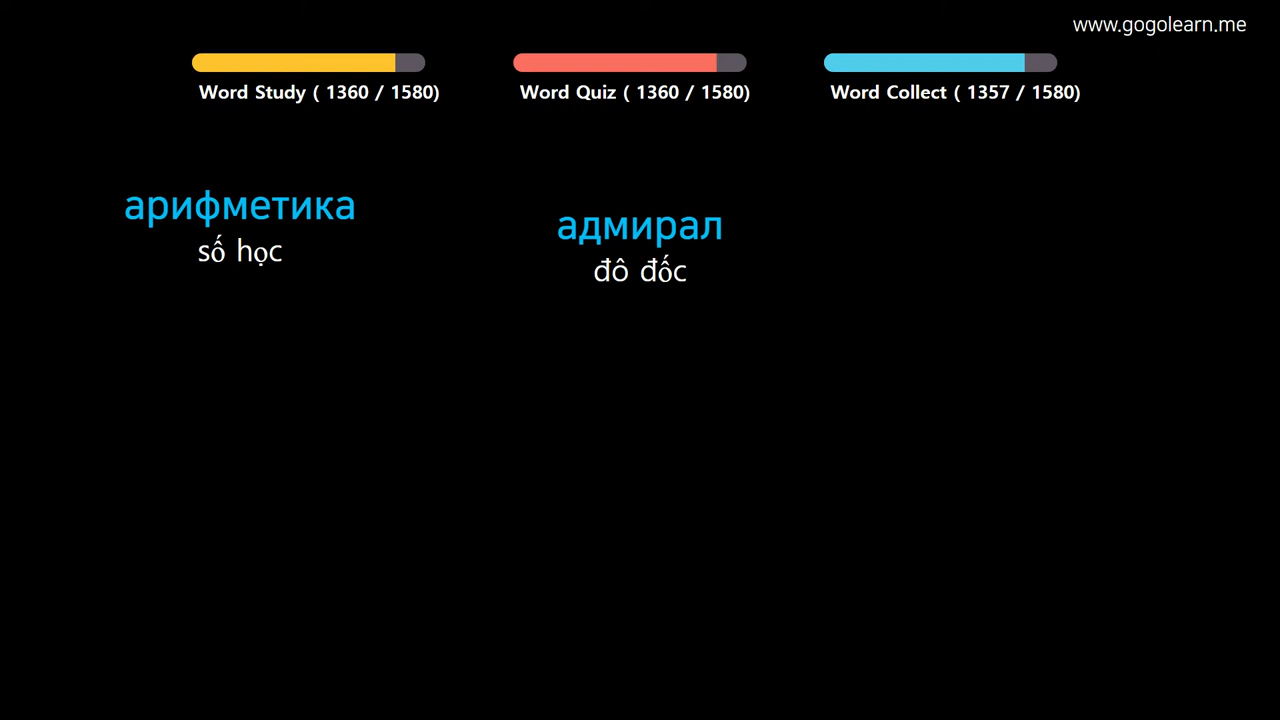 www.gogolearn.me
Word Study ( 1360 / 1580)
Word Quiz ( 1360 / 1580)
Word Collect ( 1357 / 1580)
арифметика
số học
адмирал
đô đốc